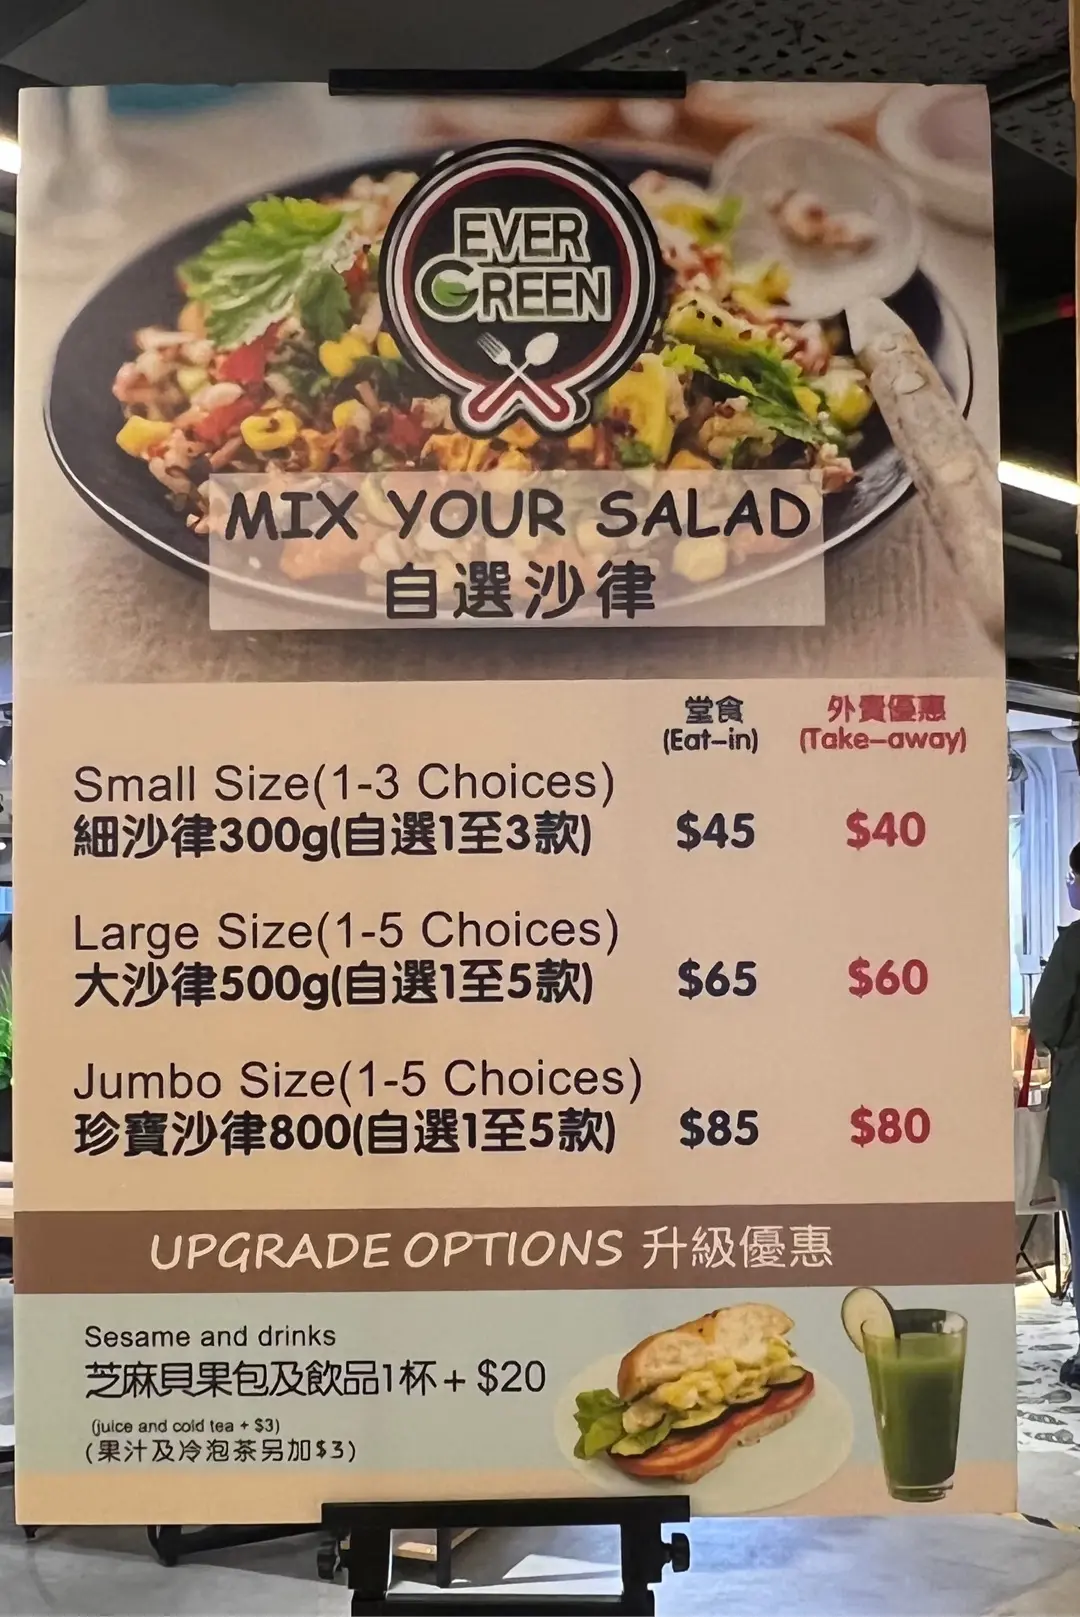 EVER
GREEN
MIX YOUR SALAD
自選沙律
堂食 外賣優惠
(Eat-in) (Take-away)
Small Size(1-3 Choices)
細沙律300g(自選1至3款) $45 $40
Large Size(1-5 Choices)
大沙律500g(自選1至5款) $65 $60
Jumbo Size(1-5 Choices)
珍寶沙律800(自選1至5款) $85 $80
UPGRADE OPTIONS 升級優惠
Sesame and drinks
芝麻貝果包及飲品1杯+ $20
(juice and cold tea + $3)
(果汁及冷泡茶另加$3)